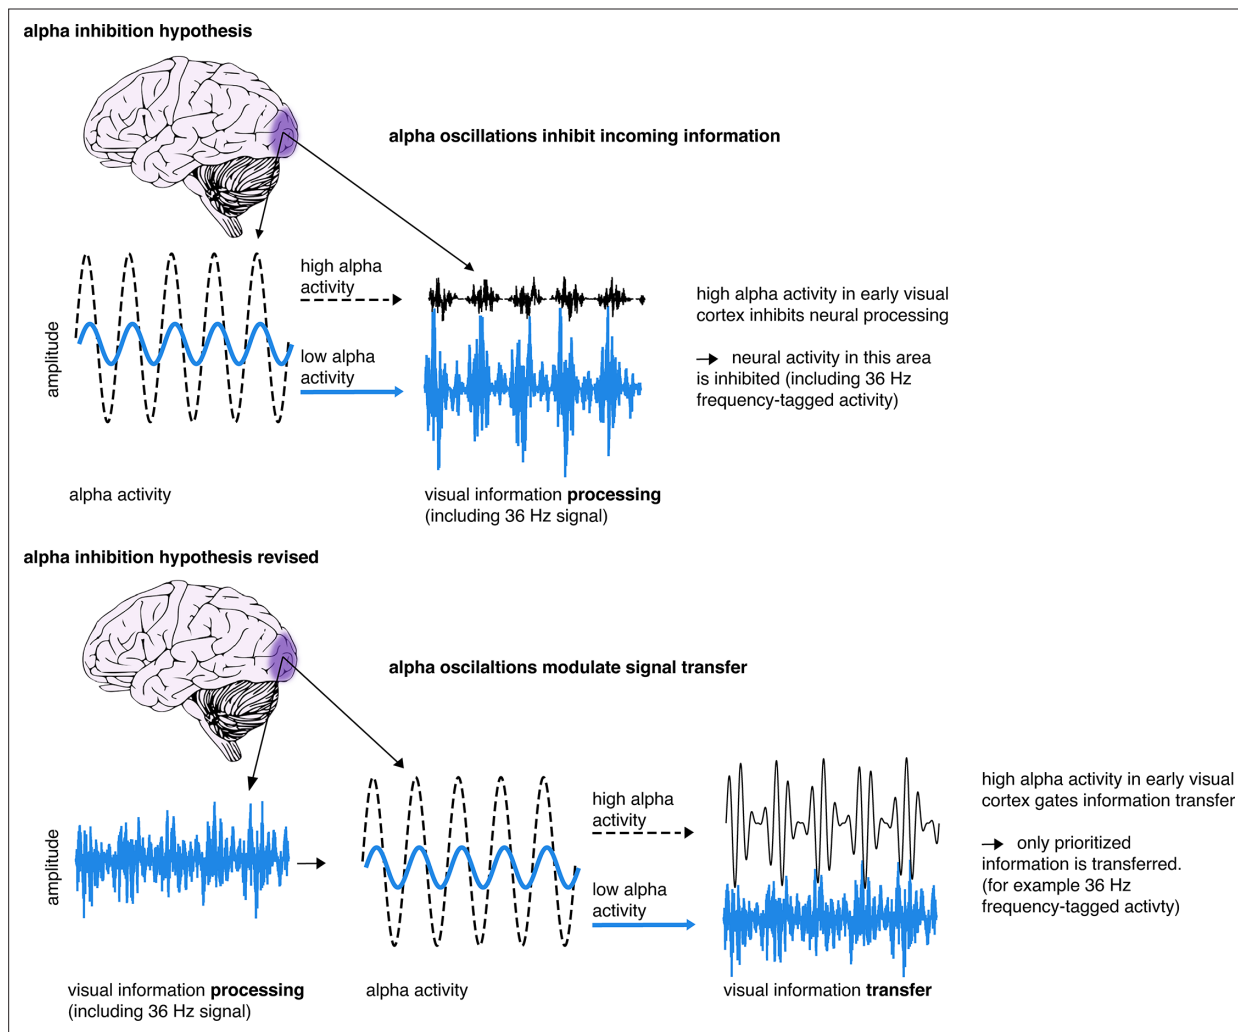 alpha inhibition hypothesis
alpha oscillations inhibit incoming information
high alpha
activity
low alpha
activity
amplitude
high alpha activity in early visual
cortex inhibits neural processing
neural activity in this area
is inhibited (including 36 Hz
frequency-tagged activity)
alpha activity
visual information processing
(including 36 Hz signal)
alpha inhibition hypothesis revised
alpha oscilaltions modulate signal transfer
amplitude
high alpha
activity
low alpha
activity
high alpha activity in early visual
cortex gates information transfer
only prioritized
information is transferred.
(for example 36 Hz
frequency-tagged activty)
visual information processing
(including 36 Hz signal)
alpha activity
visual information transfer